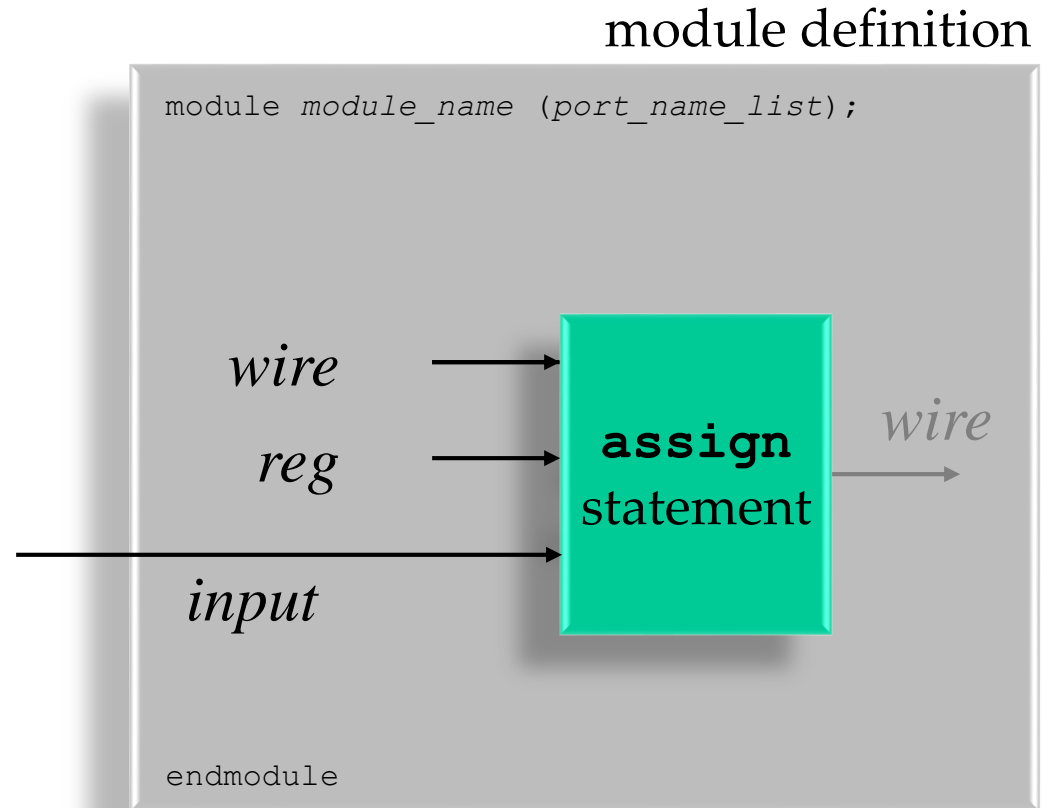 module definition
module module_name (port_name_list);
wire
reg
input
assign
statement
wire
endmodule